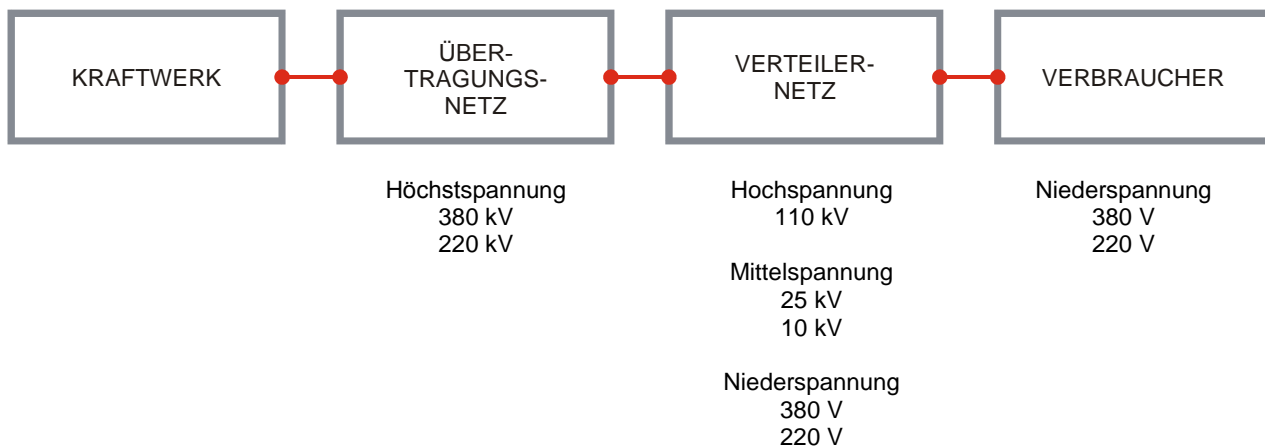 KRAFTWERK
ÜBER-
TRAGUNGS-
NETZ
VERTEILER-
NETZ
VERBRAUCHER
Höchstspannung
380 kV
220 kV
Hochspannung
110 kV
Mittelspannung
25 kV
10 kV
Niederspannung
380 V
220 V
Niederspannung
380 V
220 V